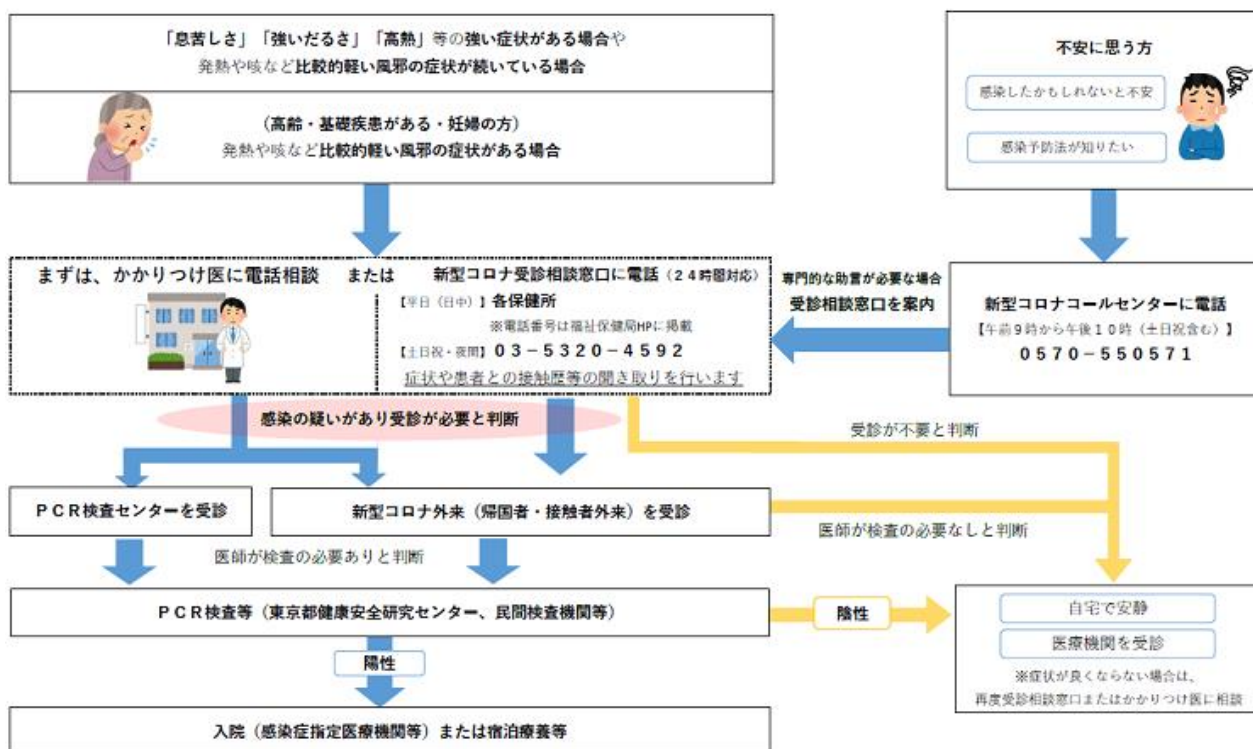 「息苦しさ」「強いだるさ」「高熱」等の強い症状がある場合や
発熱や咳など比較的軽い風邪の症状が続いている場合
（高齢・基礎疾患がある・妊婦の方）
発熱や咳など比較的軽い風邪の症状がある場合
不安に思う方
感染したかもしれないと不安
感染予防法が知りたい
まずは、かかりつけ医に電話相談
または
新型コロナ受診相談窓口に電話（２４時間対応）
【平日（日中）】各保健所
※電話番号は福祉保健局HPに掲載
【土日祝・夜間】０３－５３２０－４５９２
症状や患者との接触歴等の聞き取りを行います
専門的な助言が必要な場合
受診相談窓口を案内
新型コロナコールセンターに電話
【午前９時から午後１０時（土日祝含む）】
０５７０－５５０５７１
感染の疑いがあり受診が必要と判断
受診が不要と判断
ＰＣＲ検査センターを受診
新型コロナ外来（帰国者・接触者外来）を受診
医師が検査の必要なしと判断
医師が検査の必要ありと判断
ＰＣＲ検査等（東京都健康安全研究センター、民間検査機関等）
陰性
自宅で安静
医療機関を受診
※症状が良くならない場合は、
再度受診相談窓口またはかかりつけ医に相談
陽性
入院（感染症指定医療機関等）または宿泊療養等